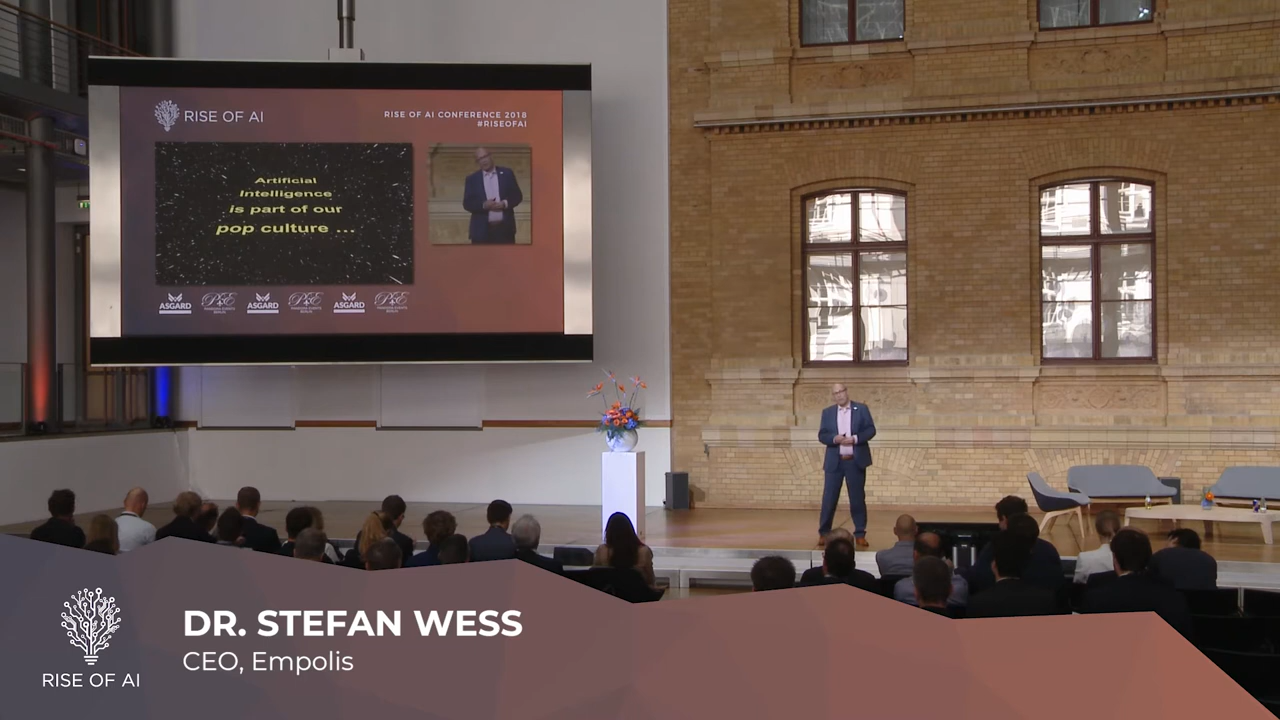 RISE OF AI
RISE OF AI CONFERENCE 2018
#RISEOFAI
Artificial
Intelligence
is part of our
pop culture ...
ASGARD
ASGARD
ASGARD
DR. STEFAN WESS
CEO, Empolis
RISE OF AI